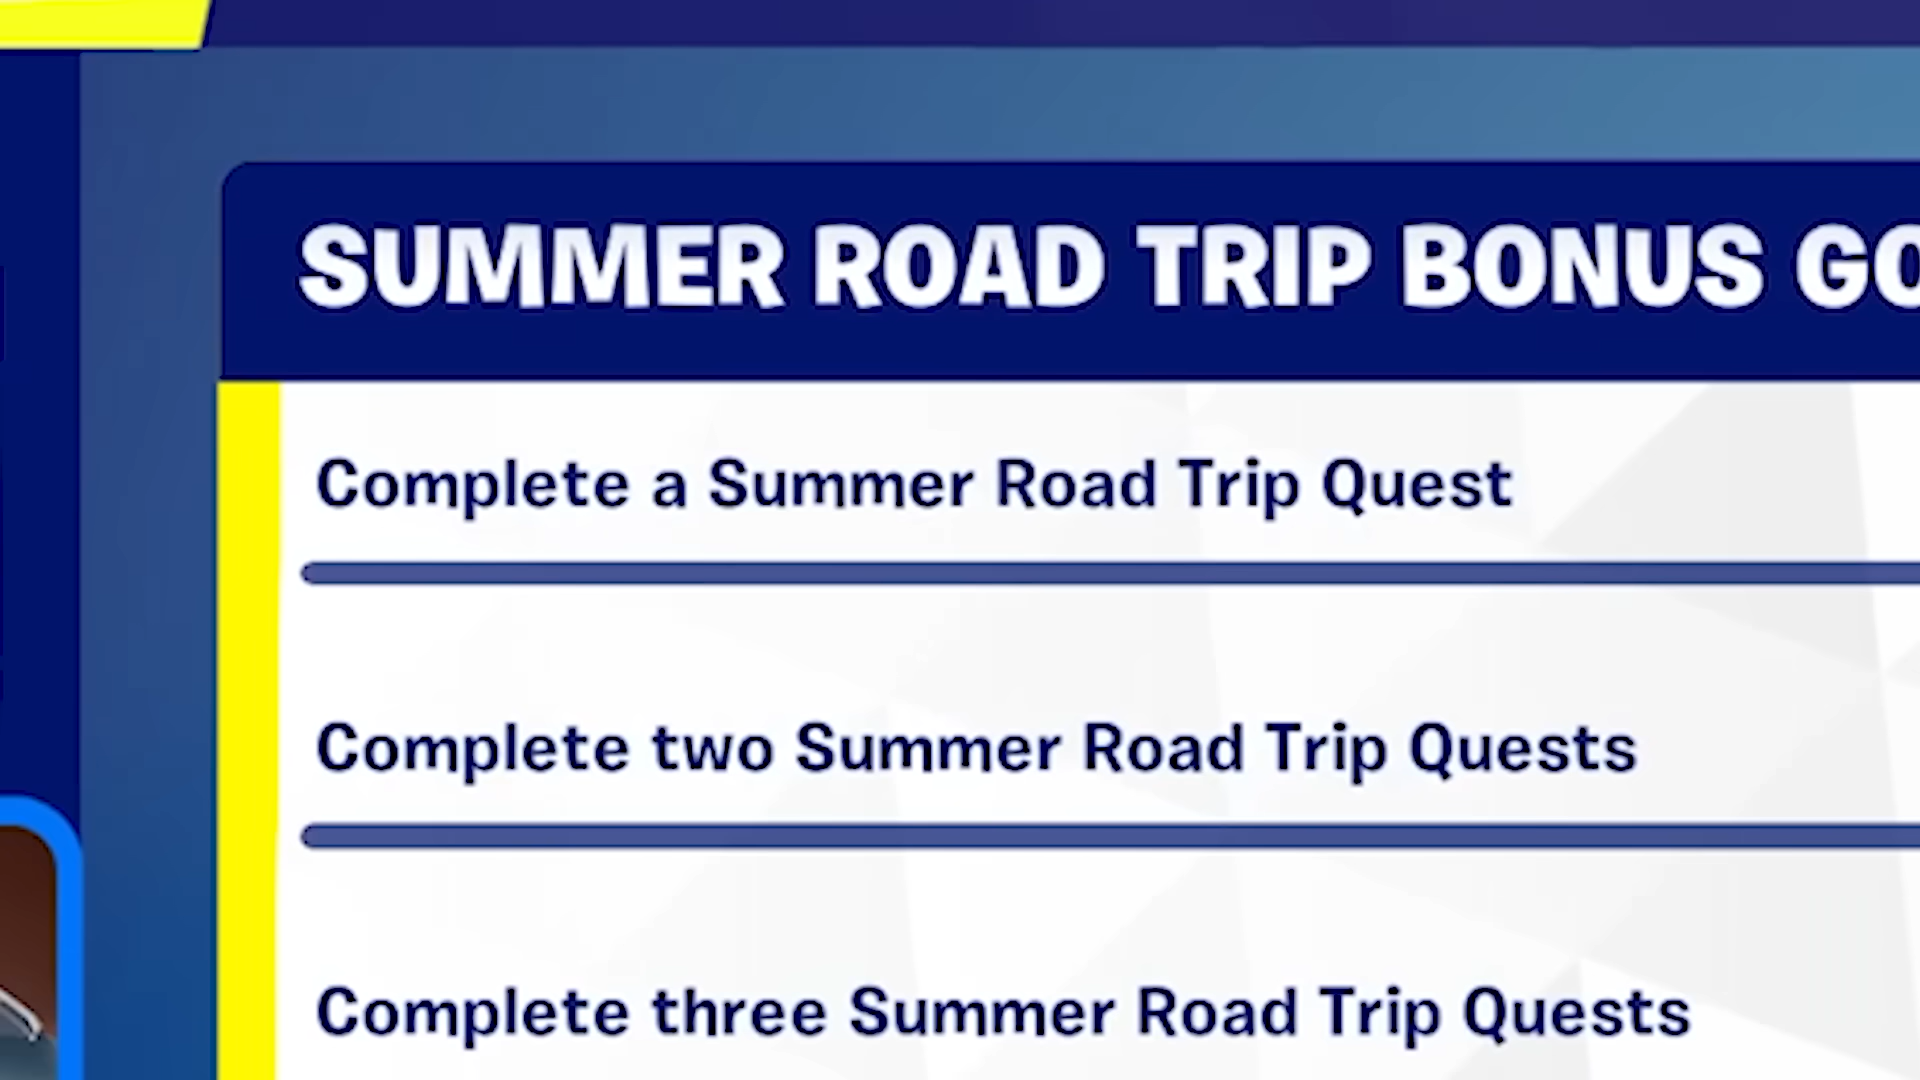 SUMMER ROAD TRIP BONUS GO
Complete a Summer Road Trip Quest
Complete two Summer Road Trip Quests
Complete three Summer Road Trip Quests